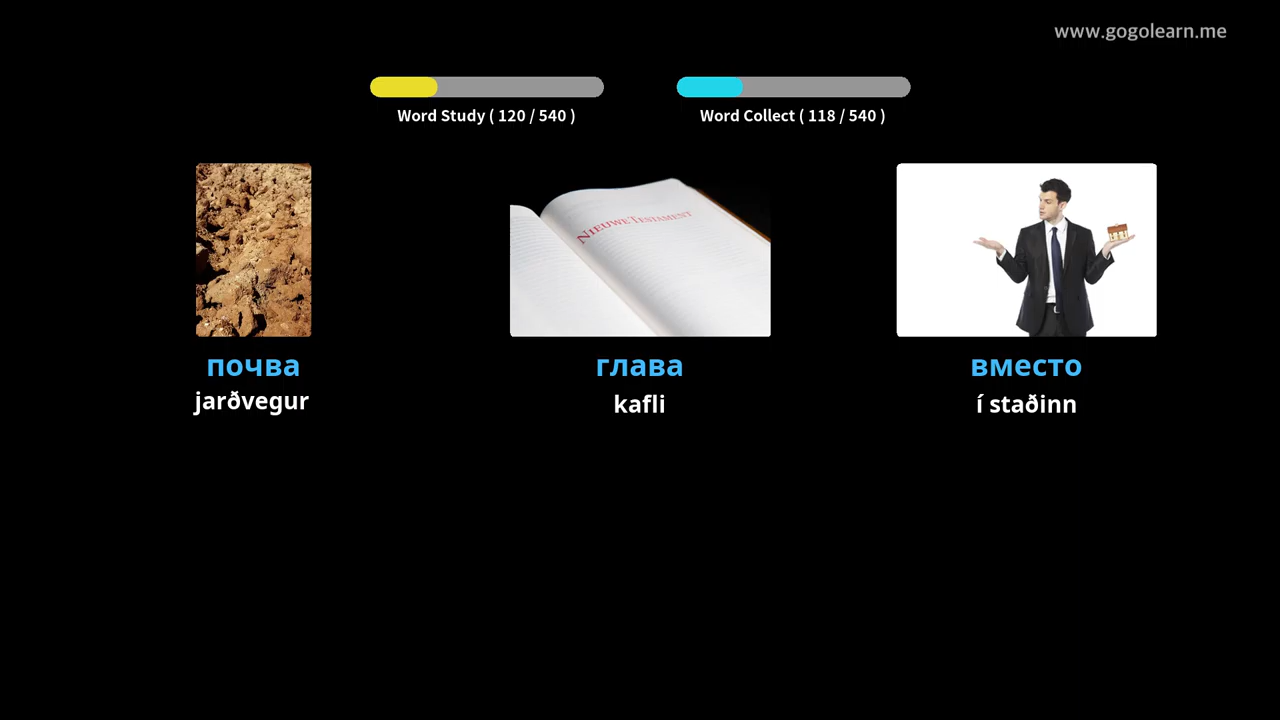 www.gogolearn.me
Word Study ( 120 / 540 )
Word Collect ( 118 / 540 )
NIEUWE TESTAMENT
почва
глава
вместо
jarðvegur
kafli
í staðinn